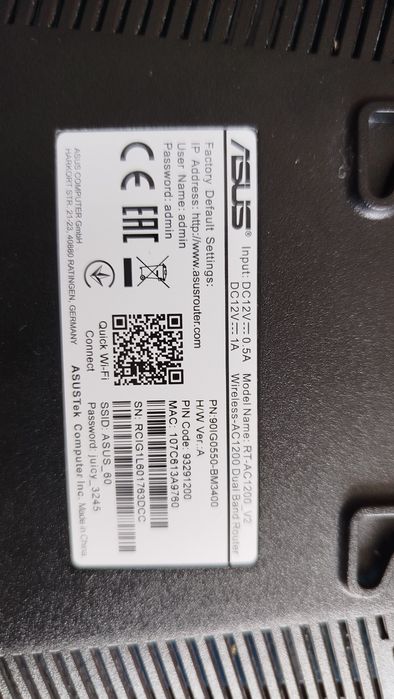 ASUS® Input: DC12V⎓ 0.5A Model Name: RT-AC1200_V2
DC12V⎓ 1A Wireless-AC1200 Dual Band Router
Factory Default Settings:
IP Address: http://www.asusrouter.com
User Name: admin
Password: admin
PN:90IG0550-BM3400
H/W Ver.:A
PIN Code: 93291200
MAC: 107C613A9760
SN: RCIG1L601763DCC
CE EAC
Quick Wi-Fi
Connect
SSID: ASUS_60
Password juicy_3245
ASUS COMPUTER GmbH
HARKORT STR. 21-23, 40880 RATINGEN, GERMANY
ASUSTek Computer Inc. Made in China